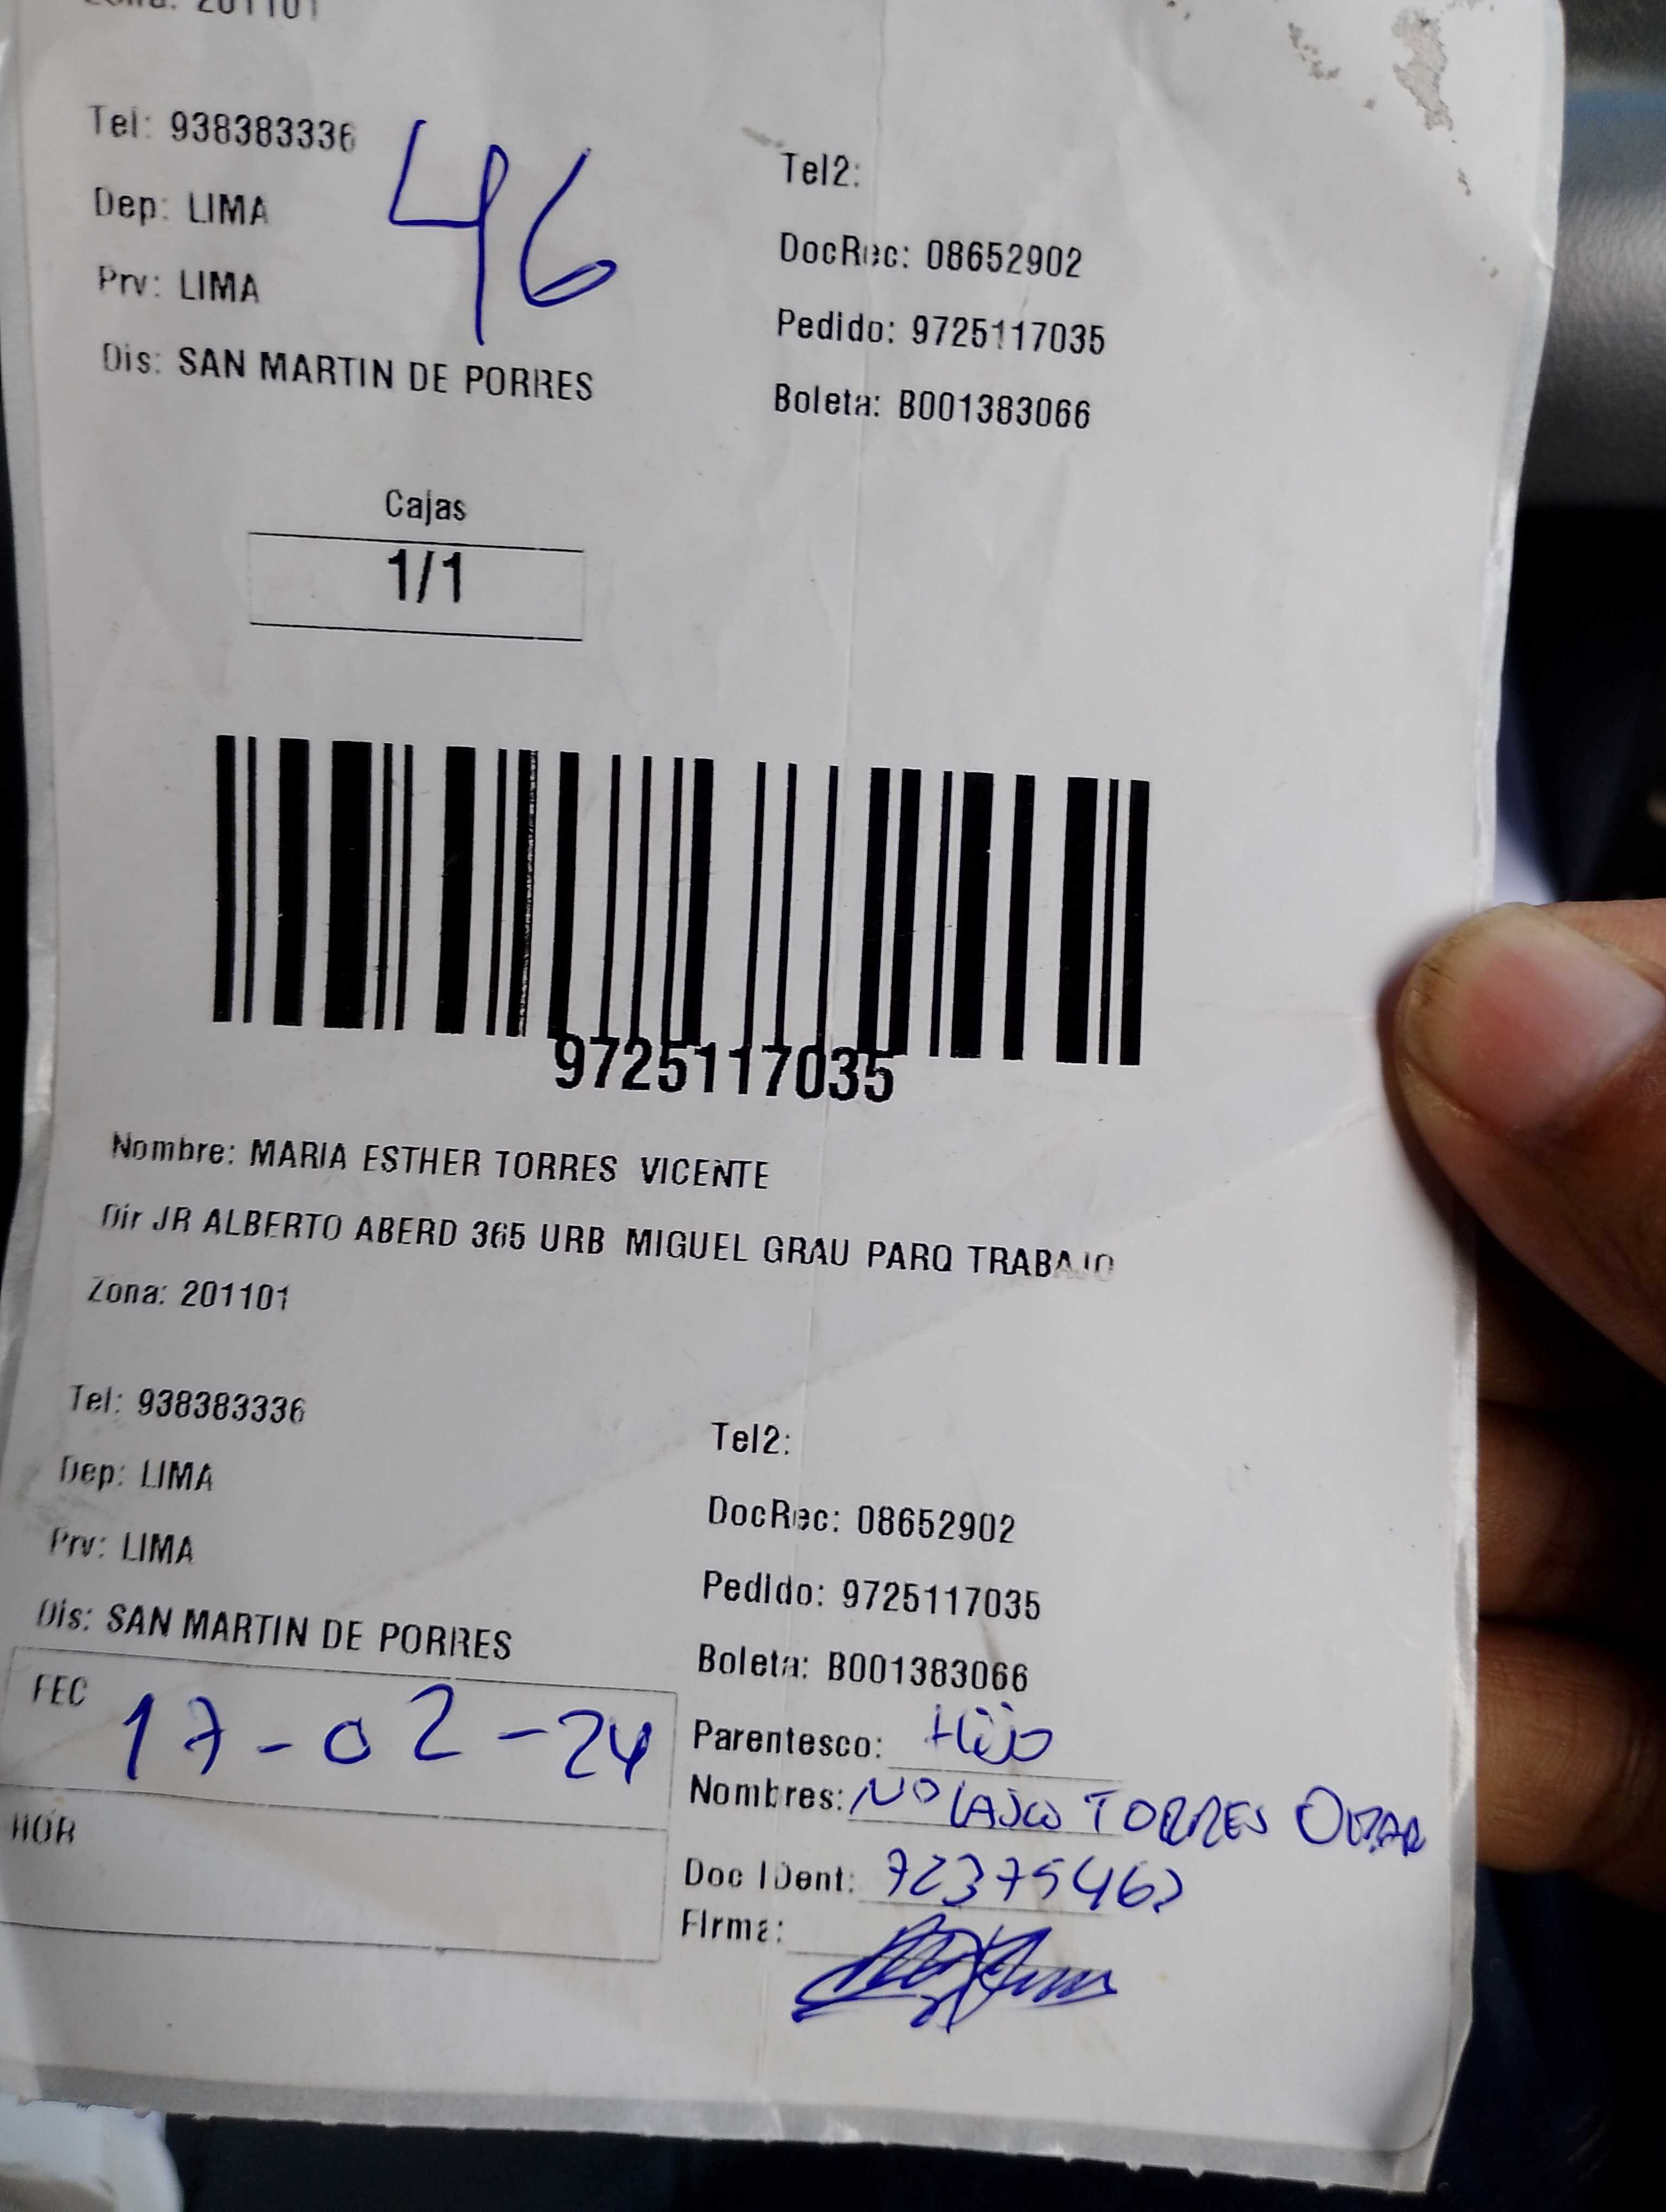 Zona: 201101
Tel: 938383336
46
Tel2:
Dep: LIMA
DocRec: 08652902
Prv: LIMA
Pedido: 9725117035
Dis: SAN MARTIN DE PORRES
Boleta: B001383066
Cajas
1/1
9725117035
Nombre: MARIA ESTHER TORRES VICENTE
Dir JR ALBERTO ABERD 365 URB MIGUEL GRAU PARQ TRABAJO
Zona: 201101
Tel: 938383336
Tel2:
Dep: LIMA
DocRec: 08652902
Prv: LIMA
Pedido: 9725117035
Dis: SAN MARTIN DE PORRES
Boleta: B001383066
FEC 17-02-24
Parentesco: Hijo
Nombres: NOLASCO TORRES OMAR
HOR
Doc IDent:
Firma: